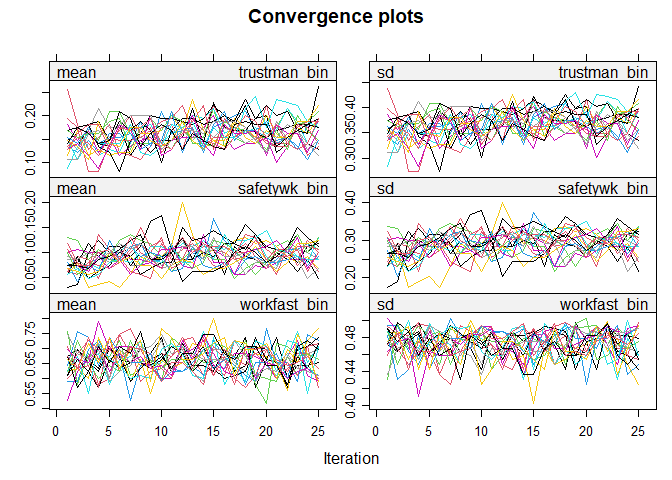 Convergence plots
mean trustman_bin
sd trustman_bin
0.10 0.20
0.30 0.35 0.40
mean safetywk_bin
sd safetywk_bin
0.05 0.10 0.15 0.20
0.20 0.30 0.40
mean workfast_bin
sd workfast_bin
0.55 0.65 0.75
0.40 0.44 0.48
0 5 10 15 20 25
0 5 10 15 20 25
Iteration